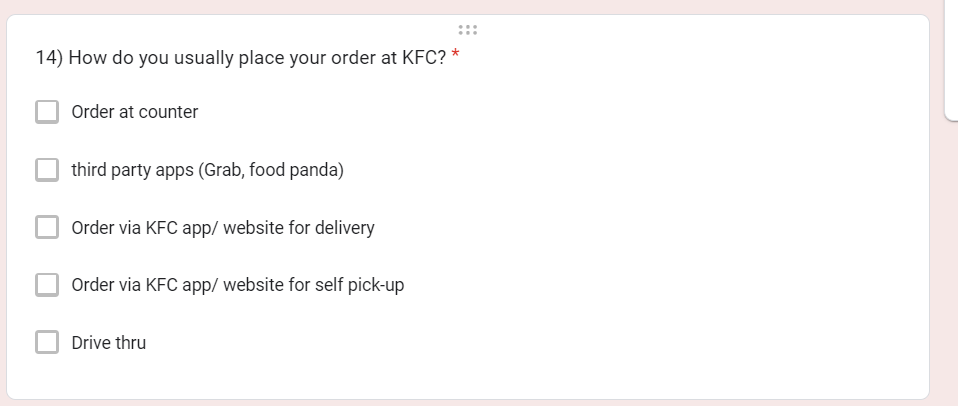 14) How do you usually place your order at KFC? *
Order at counter
third party apps (Grab, food panda)
Order via KFC app/ website for delivery
Order via KFC app/ website for self pick-up
Drive thru